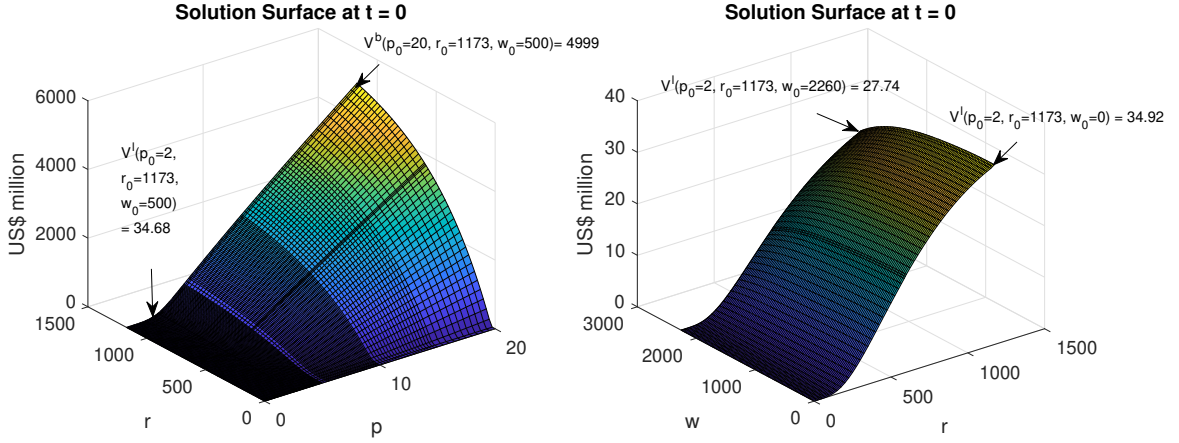 Solution Surface at t = 0
V^b(p_0=20, r_0=1173, w_0=500)= 4999
V^l(p_0=2,
r_0=1173,
w_0=500)
= 34.68
US$ million
6000
4000
2000
0
1500
1000
500
0
r
0
10
20
p
Solution Surface at t = 0
V^l(p_0=2, r_0=1173, w_0=2260) = 27.74
V^l(p_0=2, r_0=1173, w_0=0) = 34.92
US$ million
40
30
20
10
0
3000
2000
1000
0
w
0
500
1000
1500
r